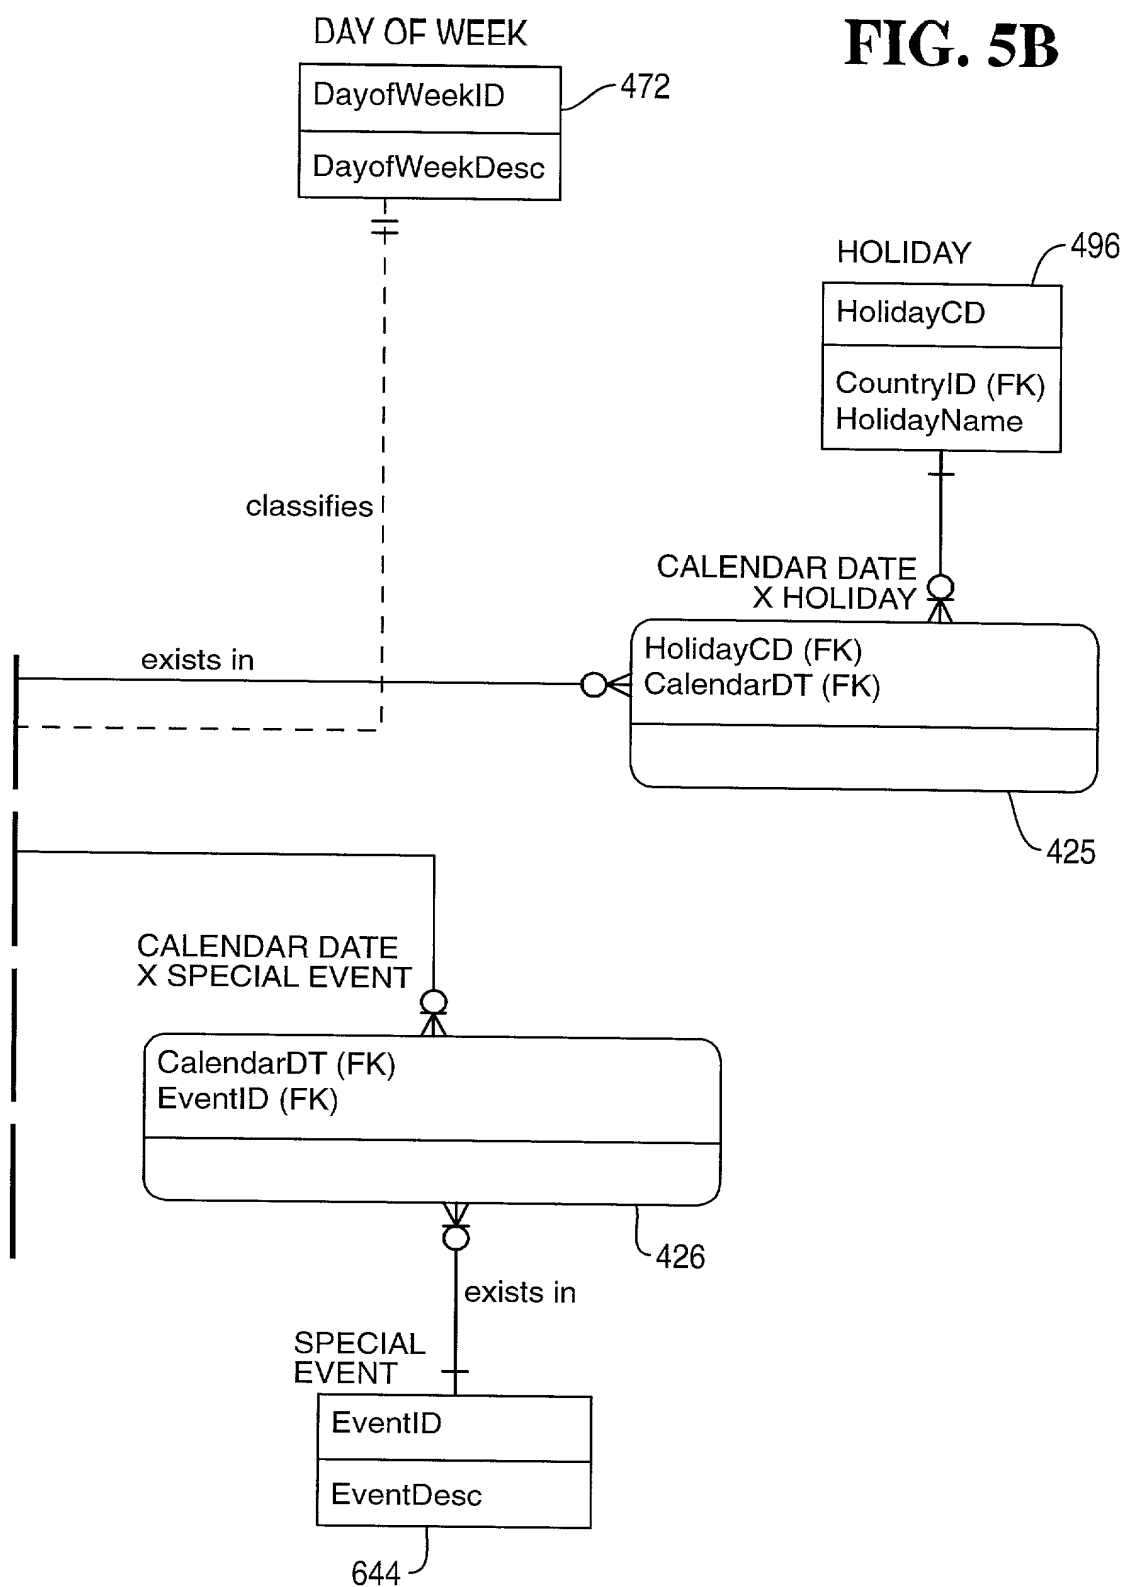 FIG. 5B
DAY OF WEEK
DayofWeekID
472
DayofWeekDesc
HOLIDAY
496
HolidayCD
CountryID (FK)
HolidayName
classifies
CALENDAR DATE
X HOLIDAY
exists in
HolidayCD (FK)
CalendarDT (FK)
425
CALENDAR DATE
X SPECIAL EVENT
CalendarDT (FK)
EventID (FK)
426
exists in
SPECIAL
EVENT
EventID
EventDesc
644